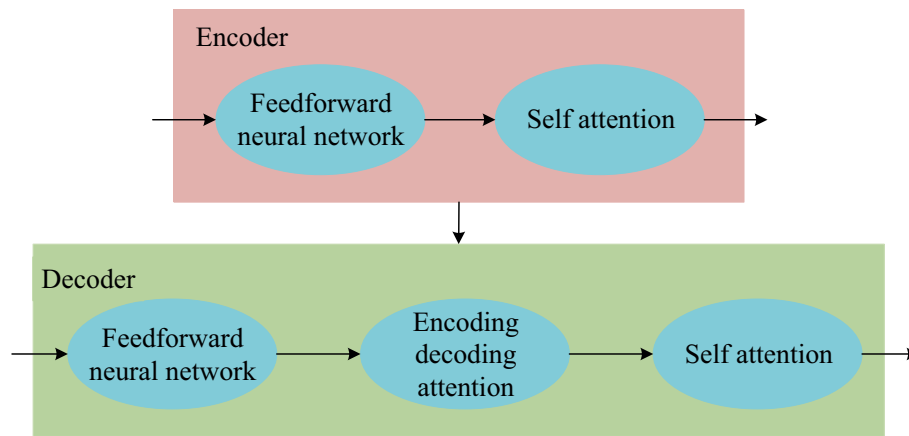 Encoder
Feedforward
neural network
Self attention
Decoder
Feedforward
neural network
Encoding
decoding
attention
Self attention